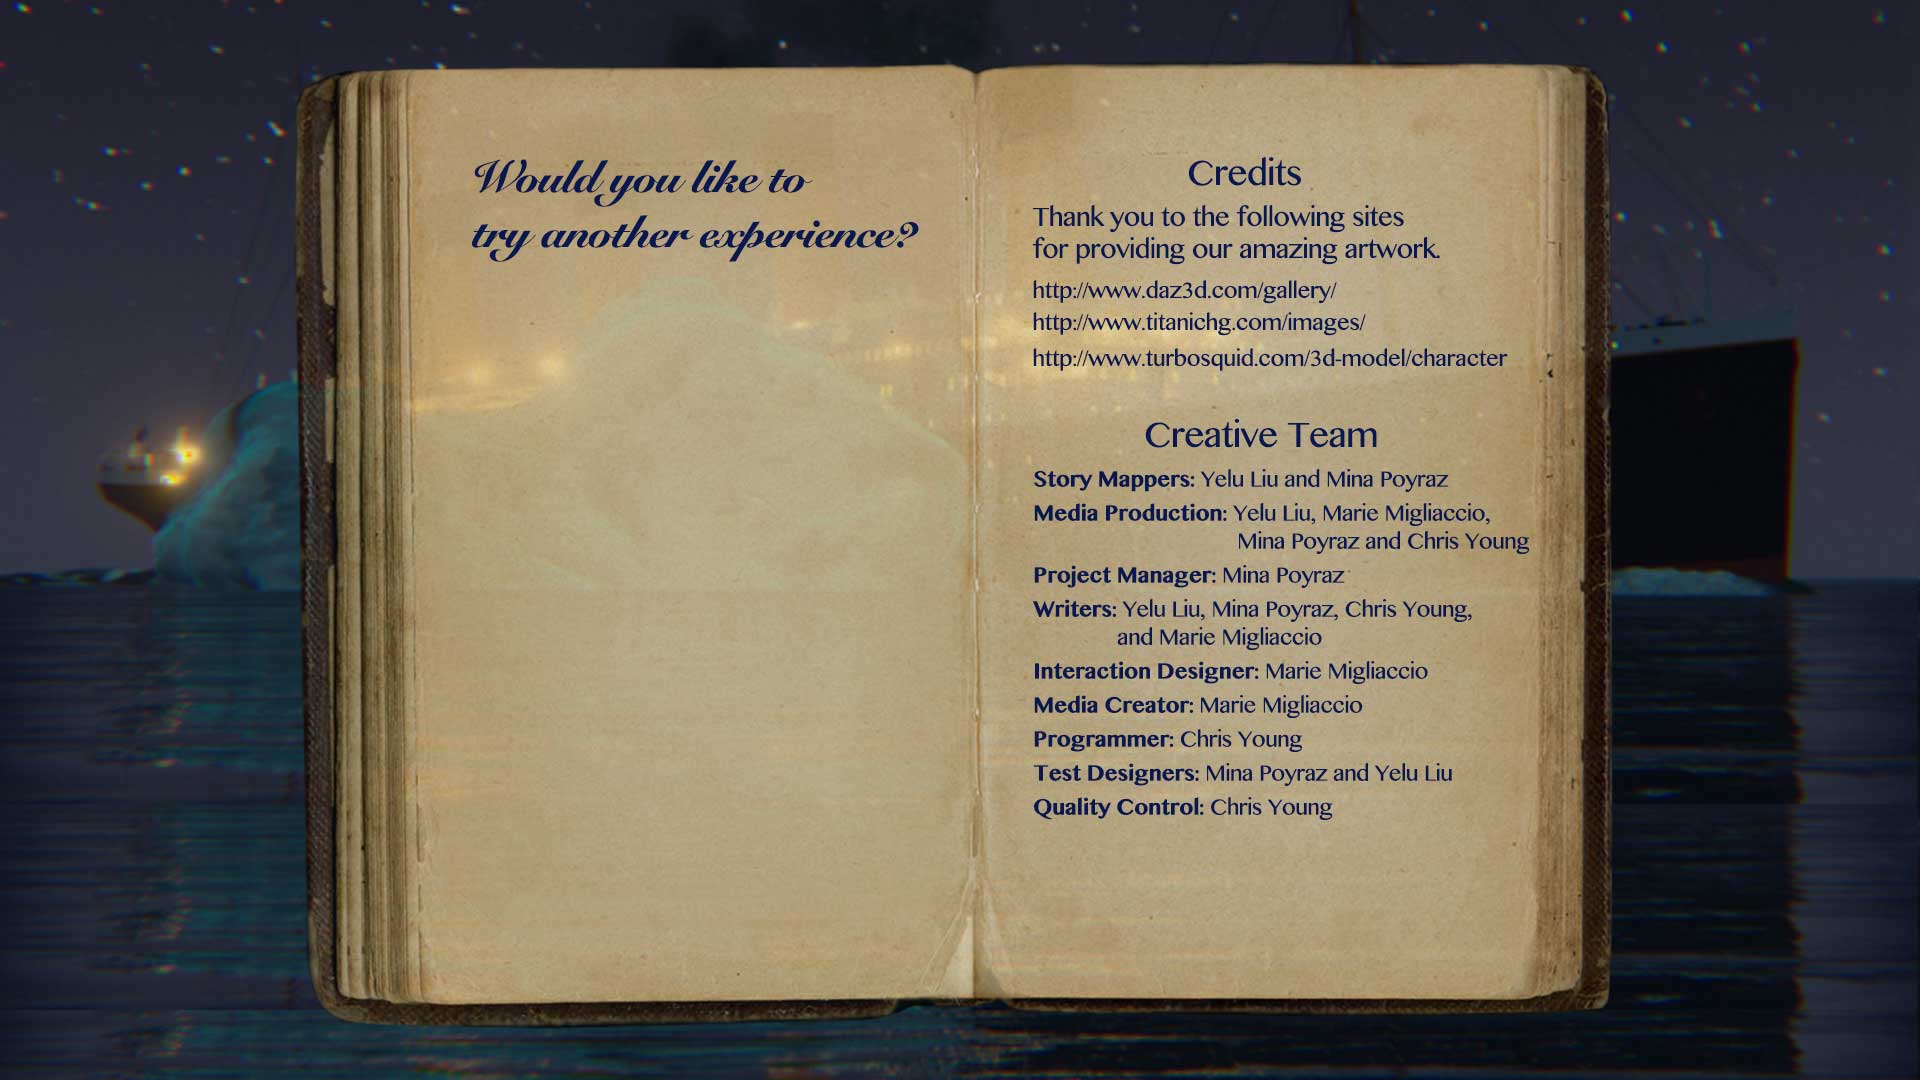 Would you like to
try another experience?
Credits
Thank you to the following sites
for providing our amazing artwork.
http://www.daz3d.com/gallery/
http://www.titanichg.com/images/
http://www.turbosquid.com/3d-model/character
Creative Team
Story Mappers: Yelu Liu and Mina Poyraz
Media Production: Yelu Liu, Marie Migliaccio,
Mina Poyraz and Chris Young
Project Manager: Mina Poyraz
Writers: Yelu Liu, Mina Poyraz, Chris Young,
and Marie Migliaccio
Interaction Designer: Marie Migliaccio
Media Creator: Marie Migliaccio
Programmer: Chris Young
Test Designers: Mina Poyraz and Yelu Liu
Quality Control: Chris Young